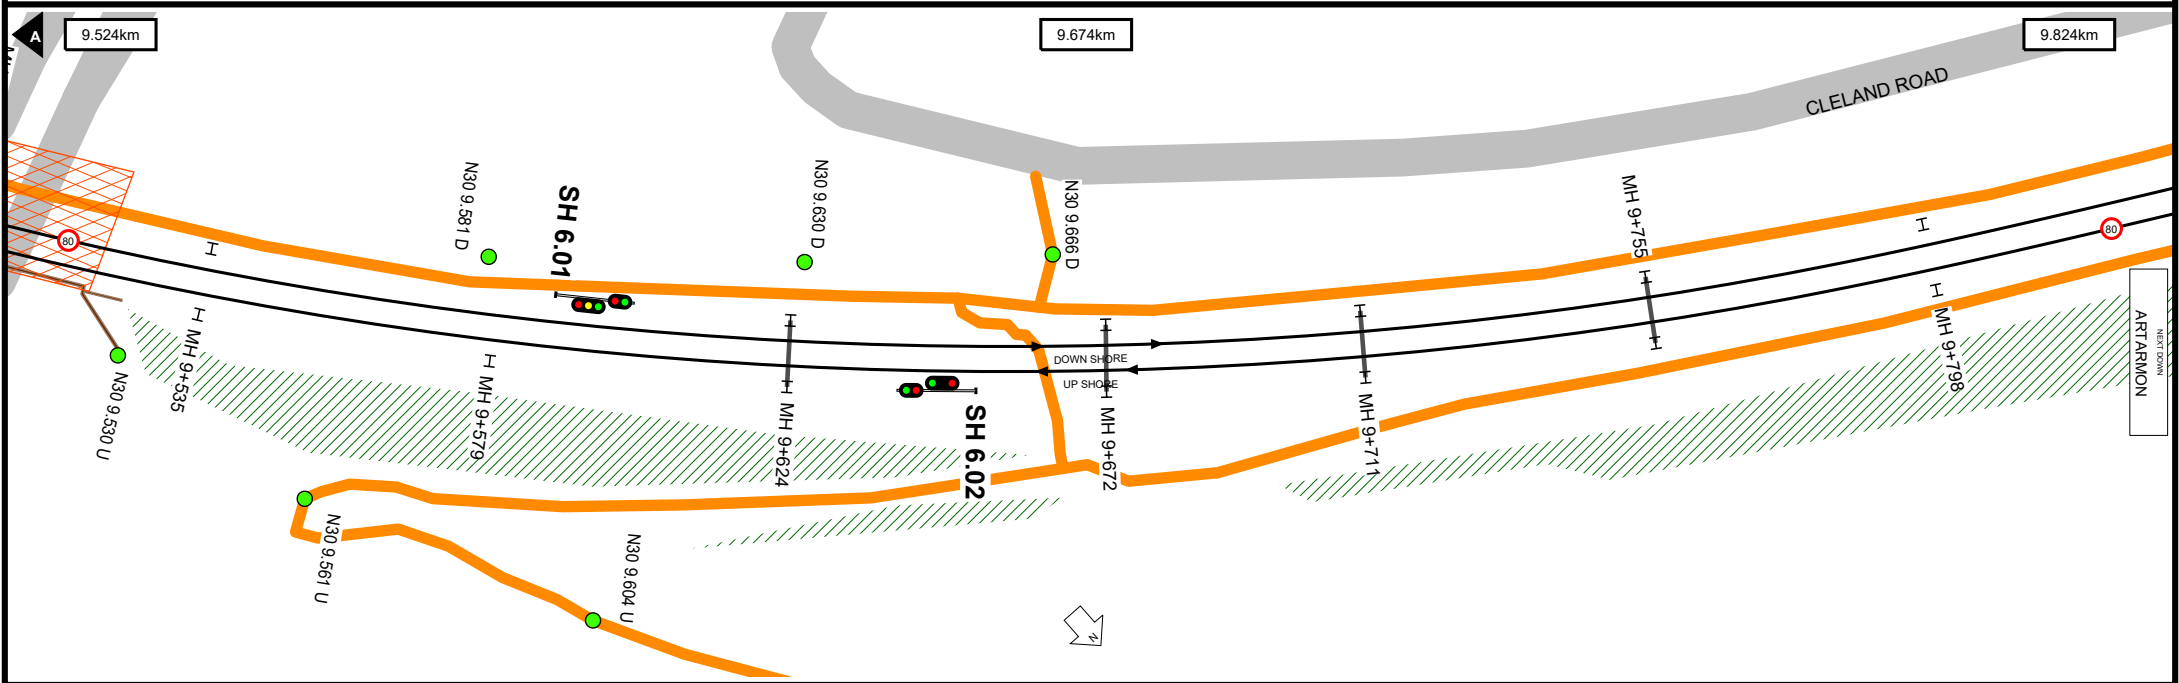 A
9.524km
9.674km
9.824km
CLELAND ROAD
80
N30 9.581 D
SH 6.01
N30 9.630 D
N30 9.666 D
MH 9+755
80
DOWN SHORE
UP SHORE
N30 9.530 U
MH 9+535
MH 9+579
MH 9+624
SH 6.02
MH 9+672
MH 9+711
MH 9+798
NEXT DOWN
ARTARMON
N30 9.561 U
N30 9.604 U
N